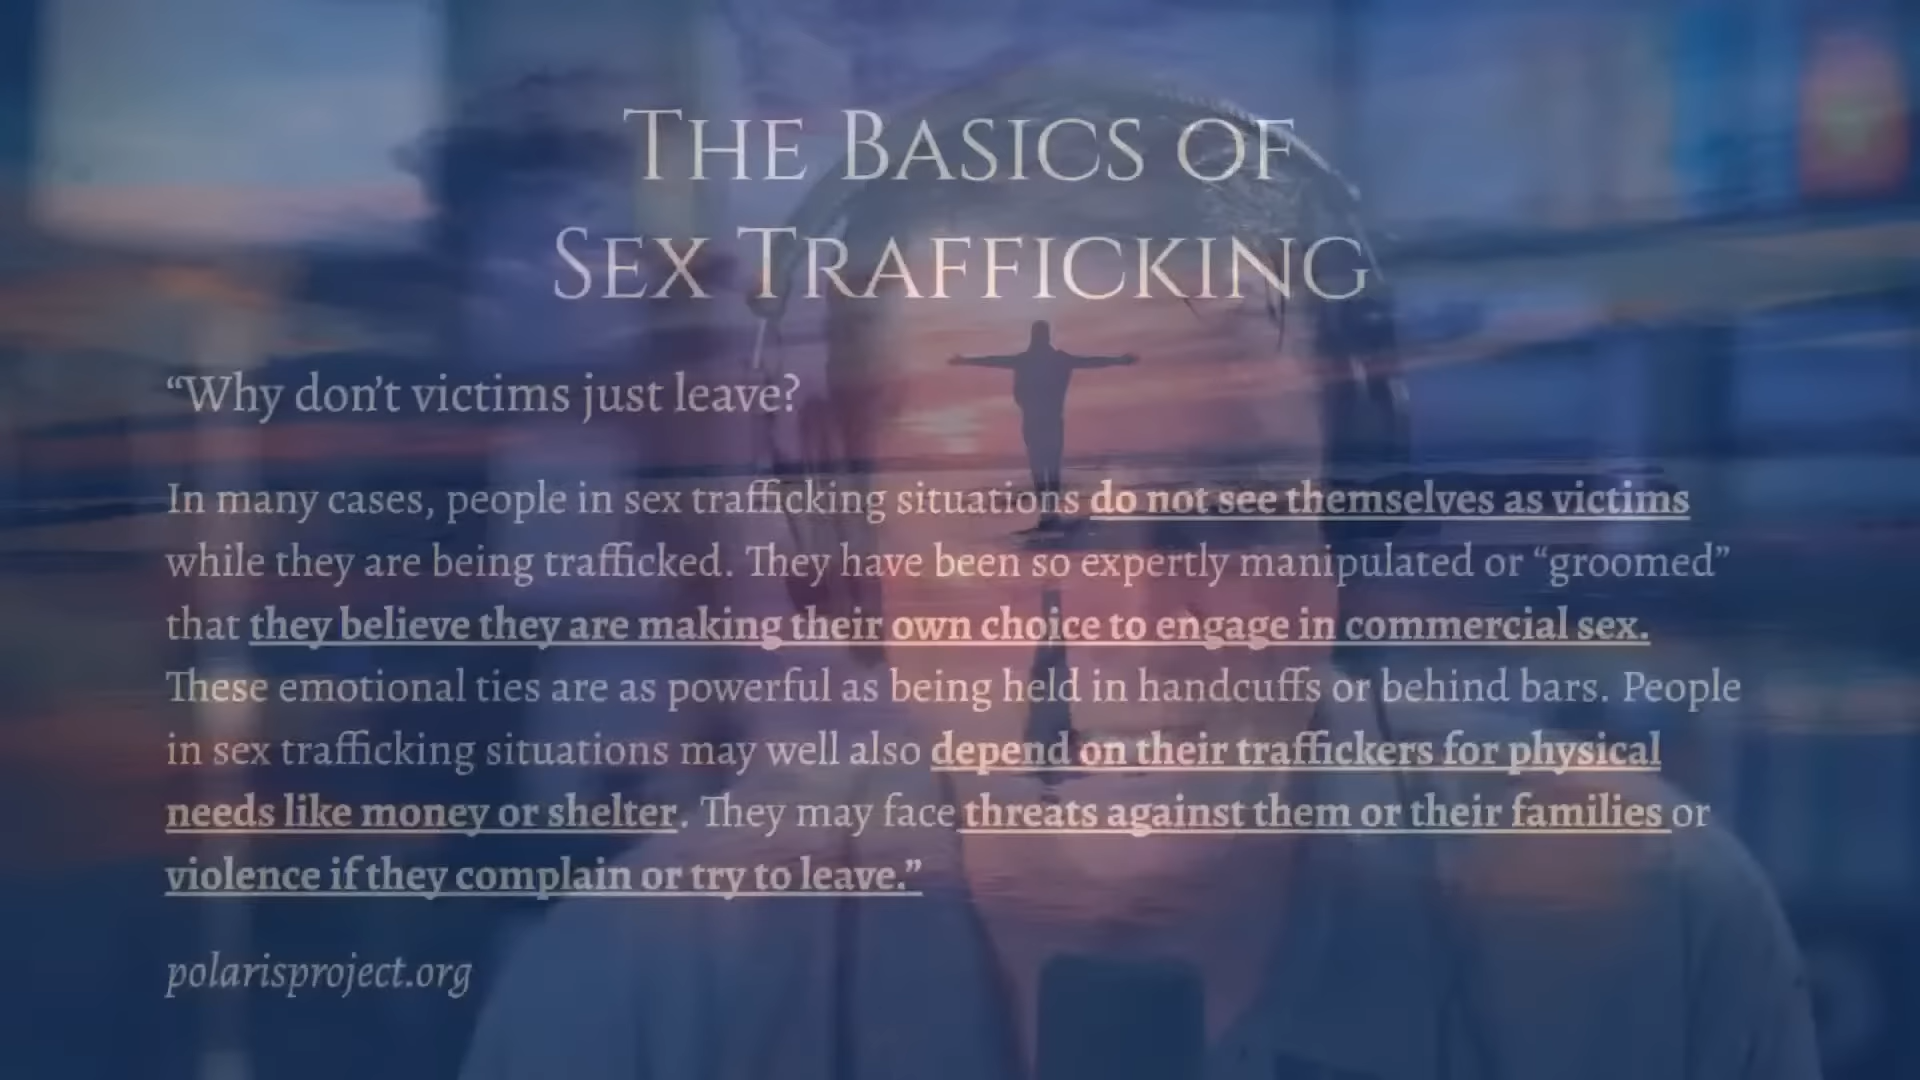 The Basics of
Sex Trafficking
“Why don’t victims just leave?
In many cases, people in sex trafficking situations do not see themselves as victims
while they are being trafficked. They have been so expertly manipulated or “groomed”
that they believe they are making their own choice to engage in commercial sex.
These emotional ties are as powerful as being held in handcuffs or behind bars. People
in sex trafficking situations may well also depend on their traffickers for physical
needs like money or shelter. They may face threats against them or their families or
violence if they complain or try to leave.”
polarisproject.org